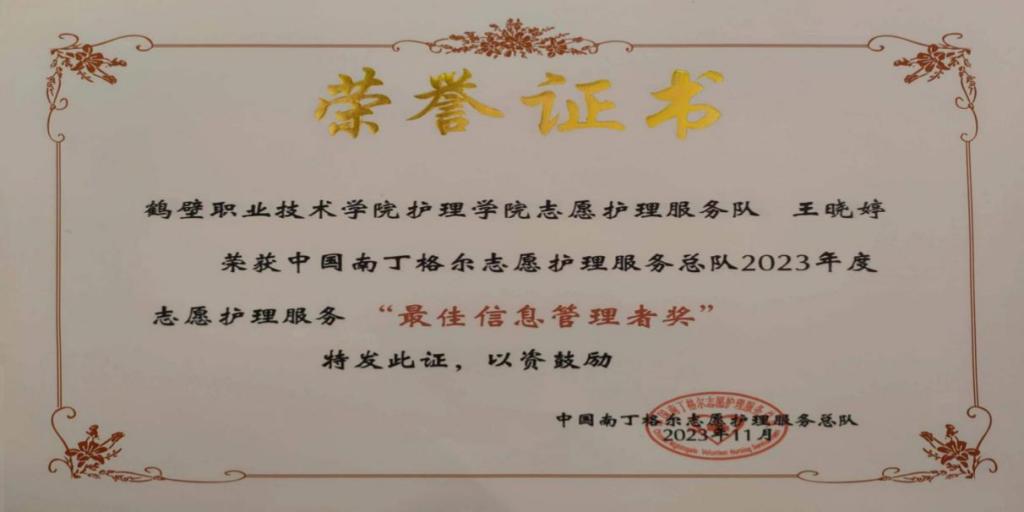 荣誉证书
鹤壁职业技术学院护理学院志愿护理服务队 王晓婷
荣获中国南丁格尔志愿护理服务总队2023年度
志愿护理服务 “最佳信息管理者奖”
特发此证，以资鼓励
中国南丁格尔志愿护理服务总队
2023年11月